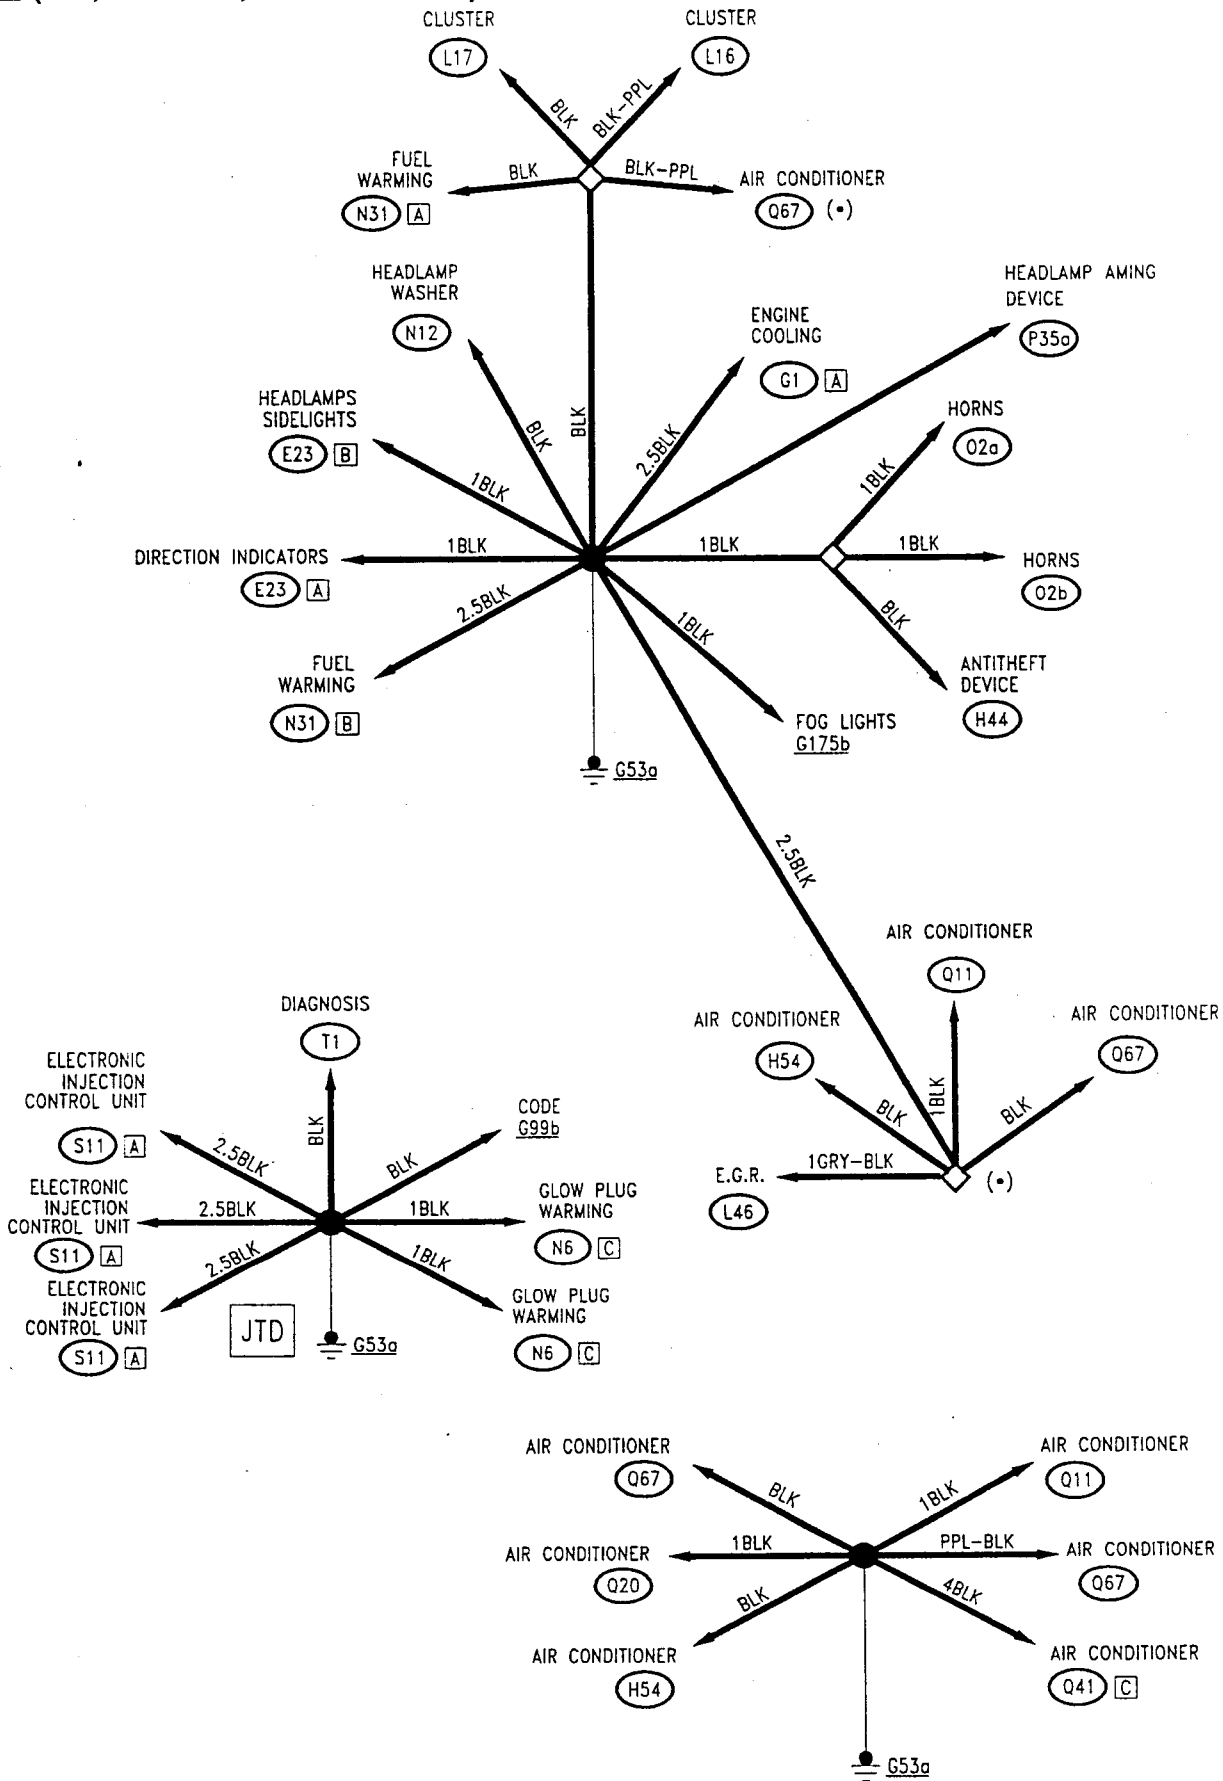 CLUSTER
L17
CLUSTER
L16
BLK
BLK-PPL
FUEL
WARMING
N31 A
BLK
BLK-PPL
AIR CONDITIONER
Q67 (•)
HEADLAMP
WASHER
N12
ENGINE
COOLING
G1 A
HEADLAMP AMING
DEVICE
P35a
HEADLAMPS
SIDELIGHTS
E23 B
BLK
BLK
2.5BLK
HORNS
O2a
1BLK
1BLK
DIRECTION INDICATORS
E23 A
1BLK
1BLK
1BLK
HORNS
O2b
2.5BLK
1BLK
BLK
FUEL
WARMING
N31 B
ANTITHEFT
DEVICE
H44
FOG LIGHTS
G175b
G53a
2.5BLK
AIR CONDITIONER
Q11
AIR CONDITIONER
H54
AIR CONDITIONER
Q67
BLK
1BLK
BLK
1GRY-BLK
E.G.R.
L46
(•)
DIAGNOSIS
T1
ELECTRONIC
INJECTION
CONTROL UNIT
S11 A
BLK
CODE
G99b
2.5BLK
BLK
ELECTRONIC
INJECTION
CONTROL UNIT
S11 A
2.5BLK
1BLK
GLOW PLUG
WARMING
N6 C
2.5BLK
1BLK
ELECTRONIC
INJECTION
CONTROL UNIT
S11 A
JTD
G53a
GLOW PLUG
WARMING
N6 C
AIR CONDITIONER
Q67
AIR CONDITIONER
Q11
BLK
1BLK
AIR CONDITIONER
Q20
1BLK
PPL-BLK
AIR CONDITIONER
Q67
BLK
4BLK
AIR CONDITIONER
H54
AIR CONDITIONER
Q41 C
G53a